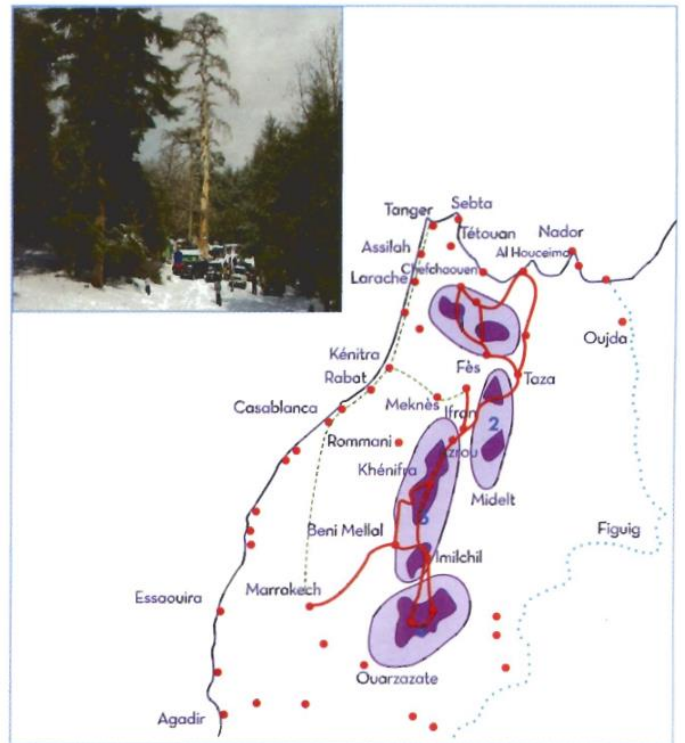 Sebta
Tanger
Tétouan
Nador
Assilah
Al Houceima
Chefchaouen
Larache
Oujda
Kénitra
Fès
Rabat
Taza
Meknès
Ifran
Casablanca
2
Rommani
Azrou
Khénifra
Midelt
3
Beni Mellal
Figuig
Imilchil
Marrakech
Essaouira
Ouarzazate
Agadir